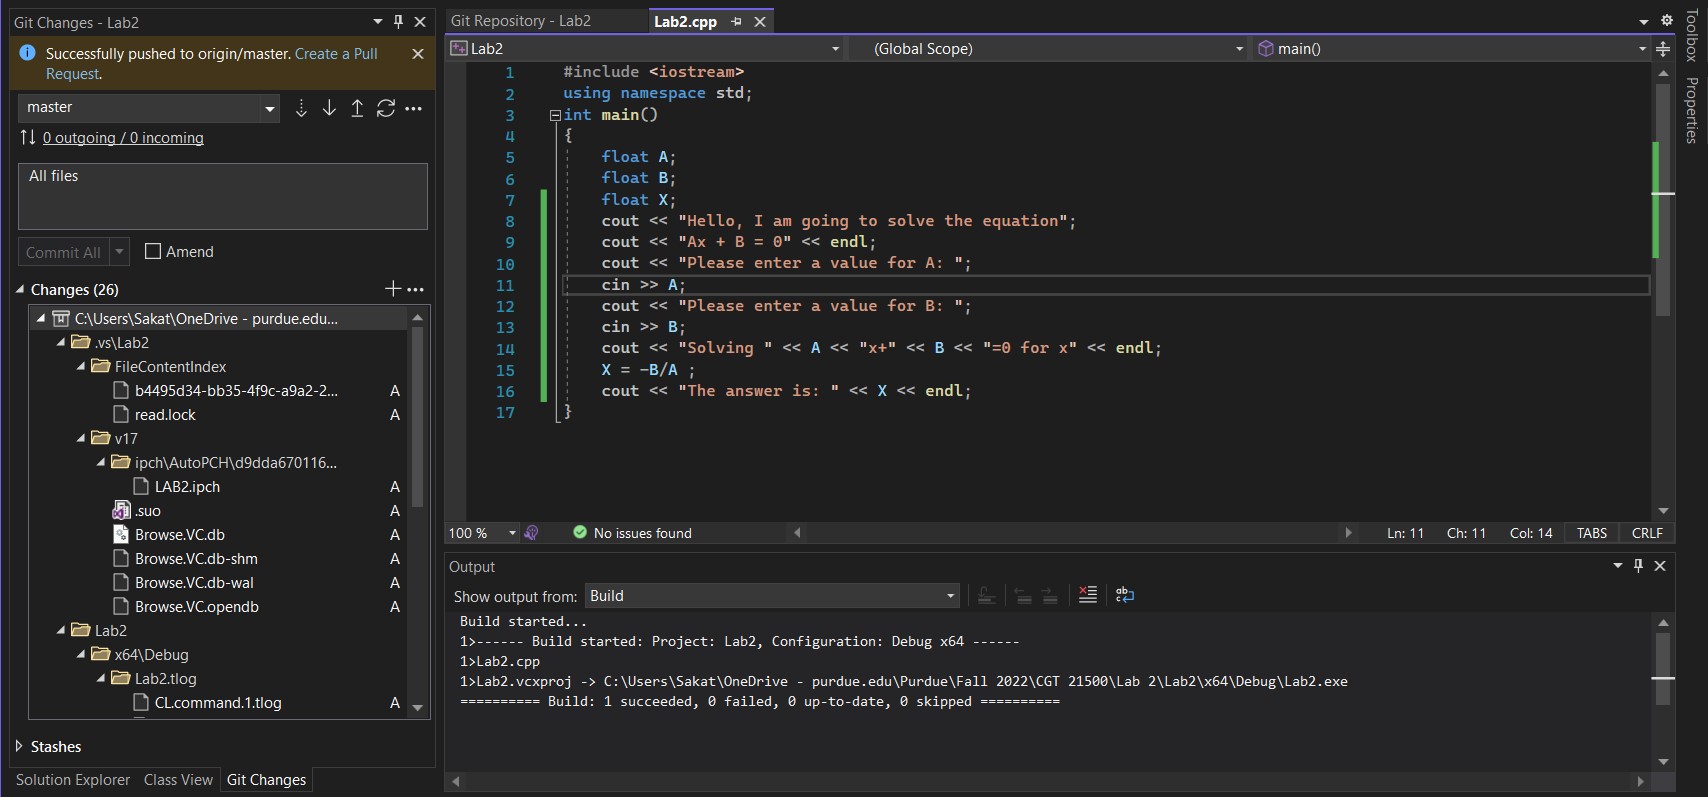 Git Changes - Lab2
Successfully pushed to origin/master. Create a Pull
Request.
master
0 outgoing / 0 incoming
All files
Commit All
Amend
Changes (26)
C:\Users\Sakat\OneDrive - purdue.edu...
.vs\Lab2
FileContentIndex
b4495d34-bb35-4f9c-a9a2-2... A
read.lock A
v17
ipch\AutoPCH\d9dda670116...
LAB2.ipch A
.suo A
Browse.VC.db A
Browse.VC.db-shm A
Browse.VC.db-wal A
Browse.VC.opendb A
Lab2
x64\Debug
Lab2.tlog
CL.command.1.tlog A
Stashes
Solution Explorer Class View Git Changes
Git Repository - Lab2 Lab2.cpp
Lab2 (Global Scope) main()
1 #include <iostream>
2 using namespace std;
3 int main()
4 {
5 float A;
6 float B;
7 float X;
8 cout << "Hello, I am going to solve the equation";
9 cout << "Ax + B = 0" << endl;
10 cout << "Please enter a value for A: ";
11 cin >> A;
12 cout << "Please enter a value for B: ";
13 cin >> B;
14 cout << "Solving " << A << "x+" << B << "=0 for x" << endl;
15 X = -B/A ;
16 cout << "The answer is: " << X << endl;
17 }
100 % No issues found Ln: 11 Ch: 11 Col: 14 TABS CRLF
Output
Show output from: Build
Build started...
1>------ Build started: Project: Lab2, Configuration: Debug x64 ------
1>Lab2.cpp
1>Lab2.vcxproj -> C:\Users\Sakat\OneDrive - purdue.edu\Purdue\Fall 2022\CGT 21500\Lab 2\Lab2\x64\Debug\Lab2.exe
========== Build: 1 succeeded, 0 failed, 0 up-to-date, 0 skipped ==========
Toolbox
Properties